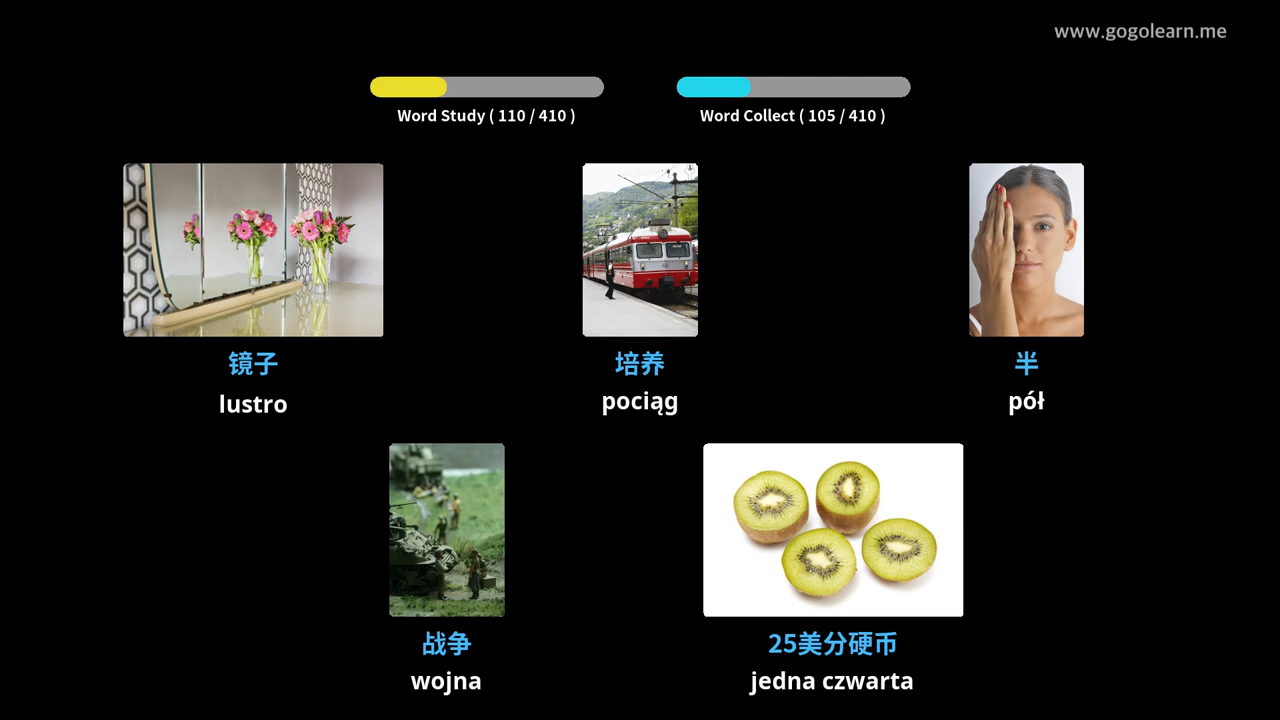 www.gogolearn.me
Word Study ( 110 / 410 )
Word Collect ( 105 / 410 )
镜子
lustro
培养
pociąg
半
pół
战争
wojna
25美分硬币
jedna czwarta